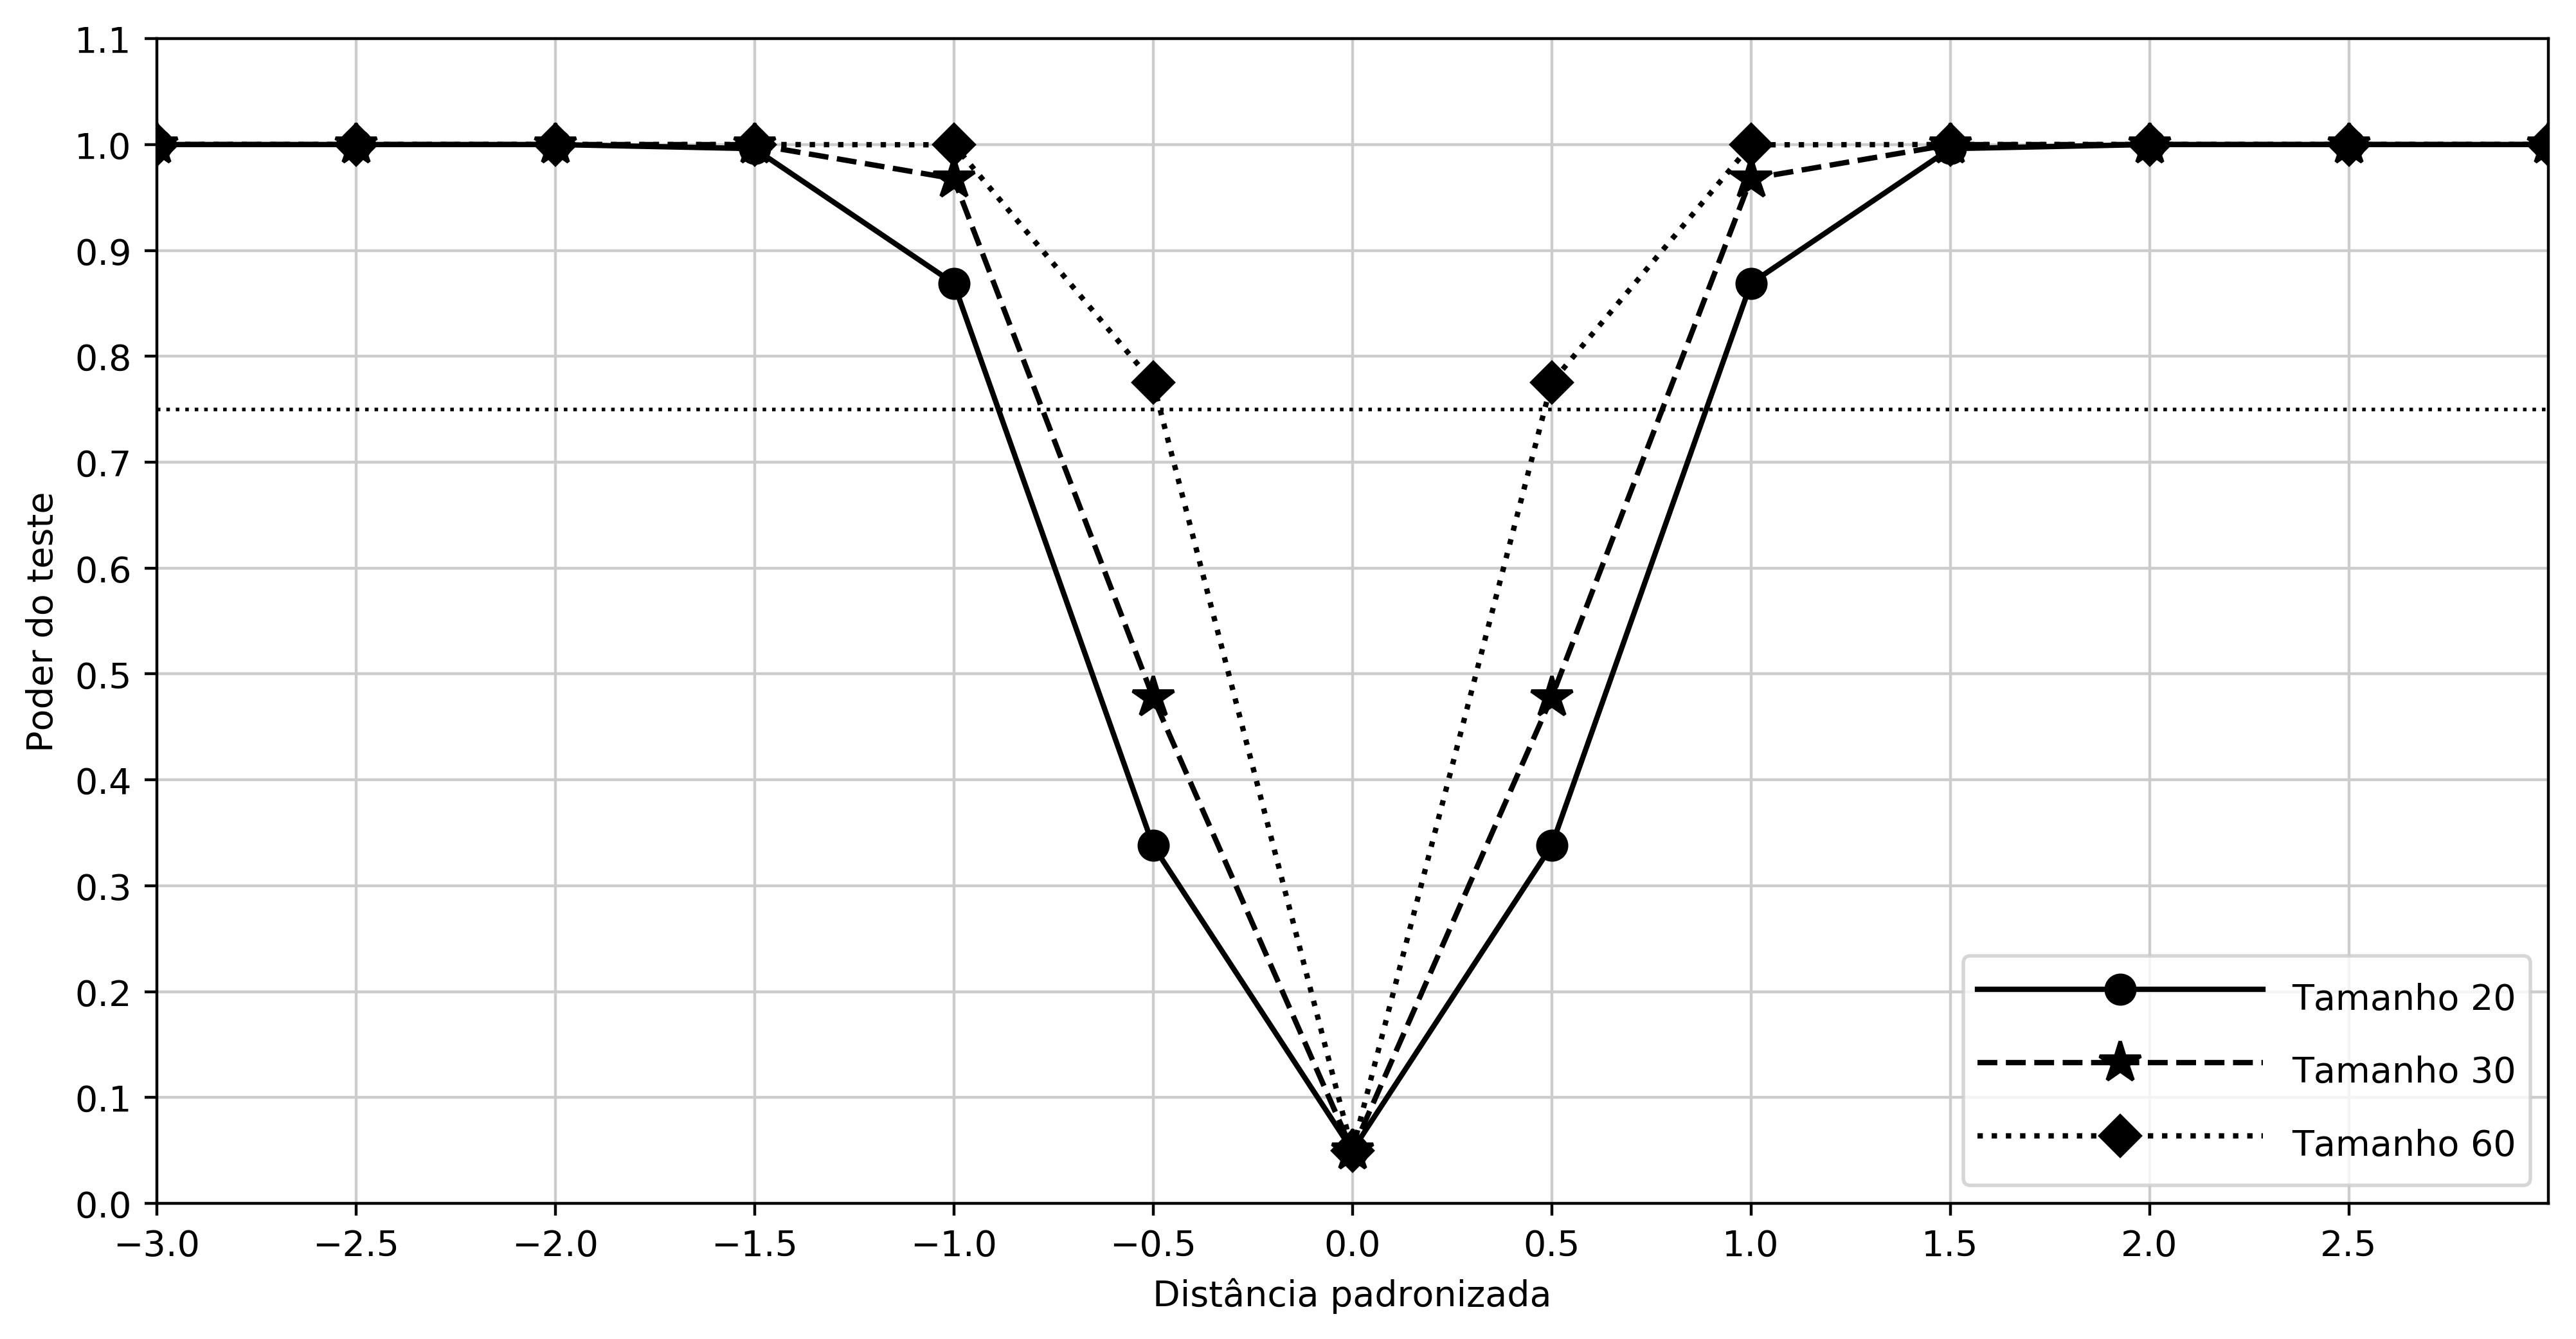 1.1
1.0
0.9
0.8
0.7
0.6
0.5
0.4
0.3
0.2
0.1
0.0
Poder do teste
−3.0 −2.5 −2.0 −1.5 −1.0 −0.5 0.0 0.5 1.0 1.5 2.0 2.5
Distância padronizada
Tamanho 20
Tamanho 30
Tamanho 60